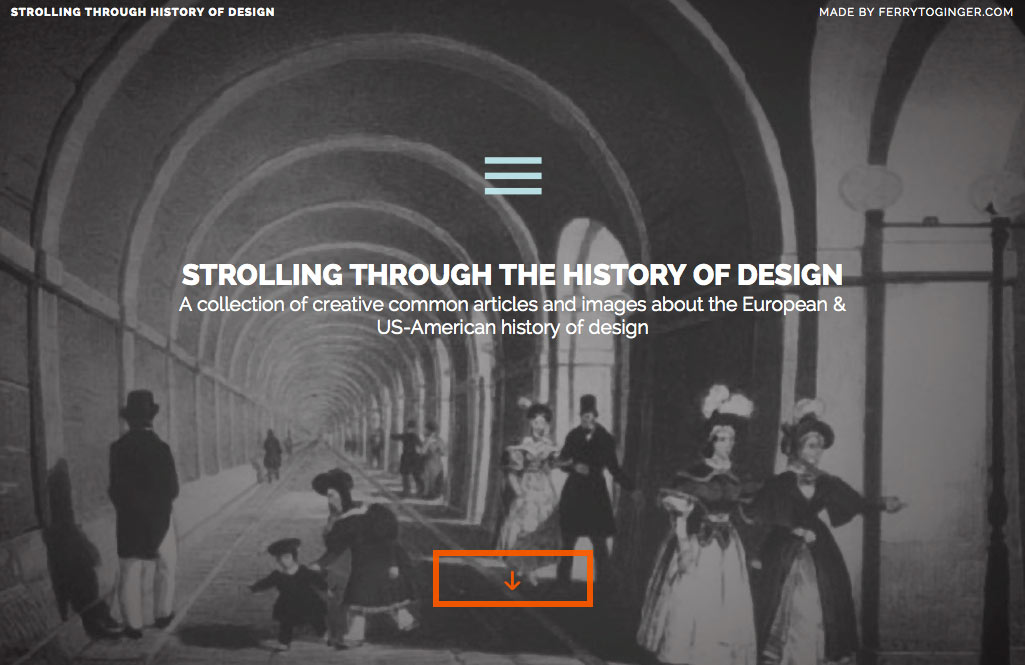 STROLLING THROUGH HISTORY OF DESIGN
MADE BY FERRYTOGINGER.COM
STROLLING THROUGH THE HISTORY OF DESIGN
A collection of creative common articles and images about the European &
US-American history of design